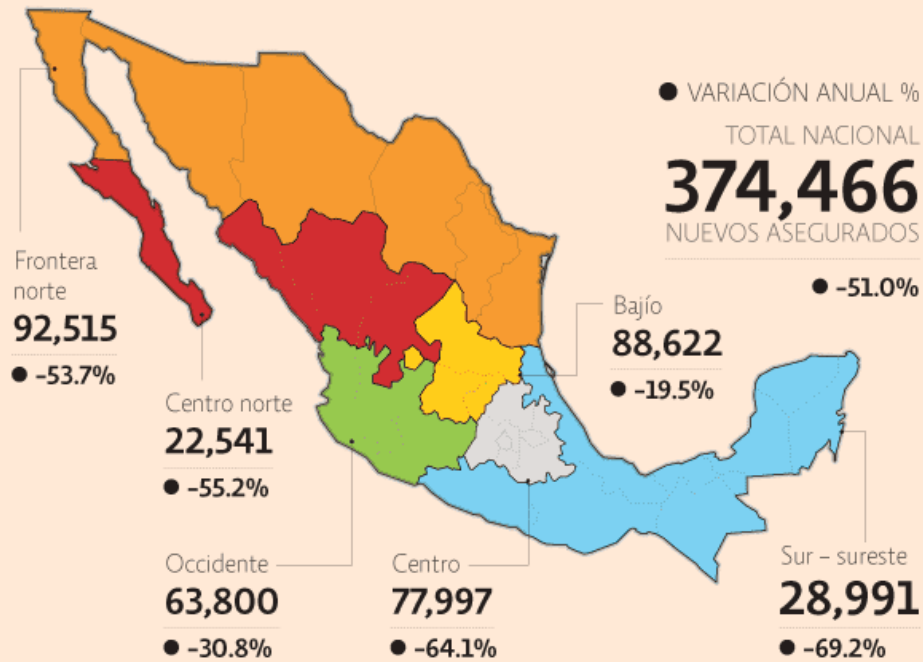 ● VARIACIÓN ANUAL %
TOTAL NACIONAL
374,466
NUEVOS ASEGURADOS
● -51.0%
Frontera
norte
92,515
● -53.7%
Bajío
88,622
● -19.5%
Centro norte
22,541
● -55.2%
Occidente
63,800
● -30.8%
Centro
77,997
● -64.1%
Sur – sureste
28,991
● -69.2%